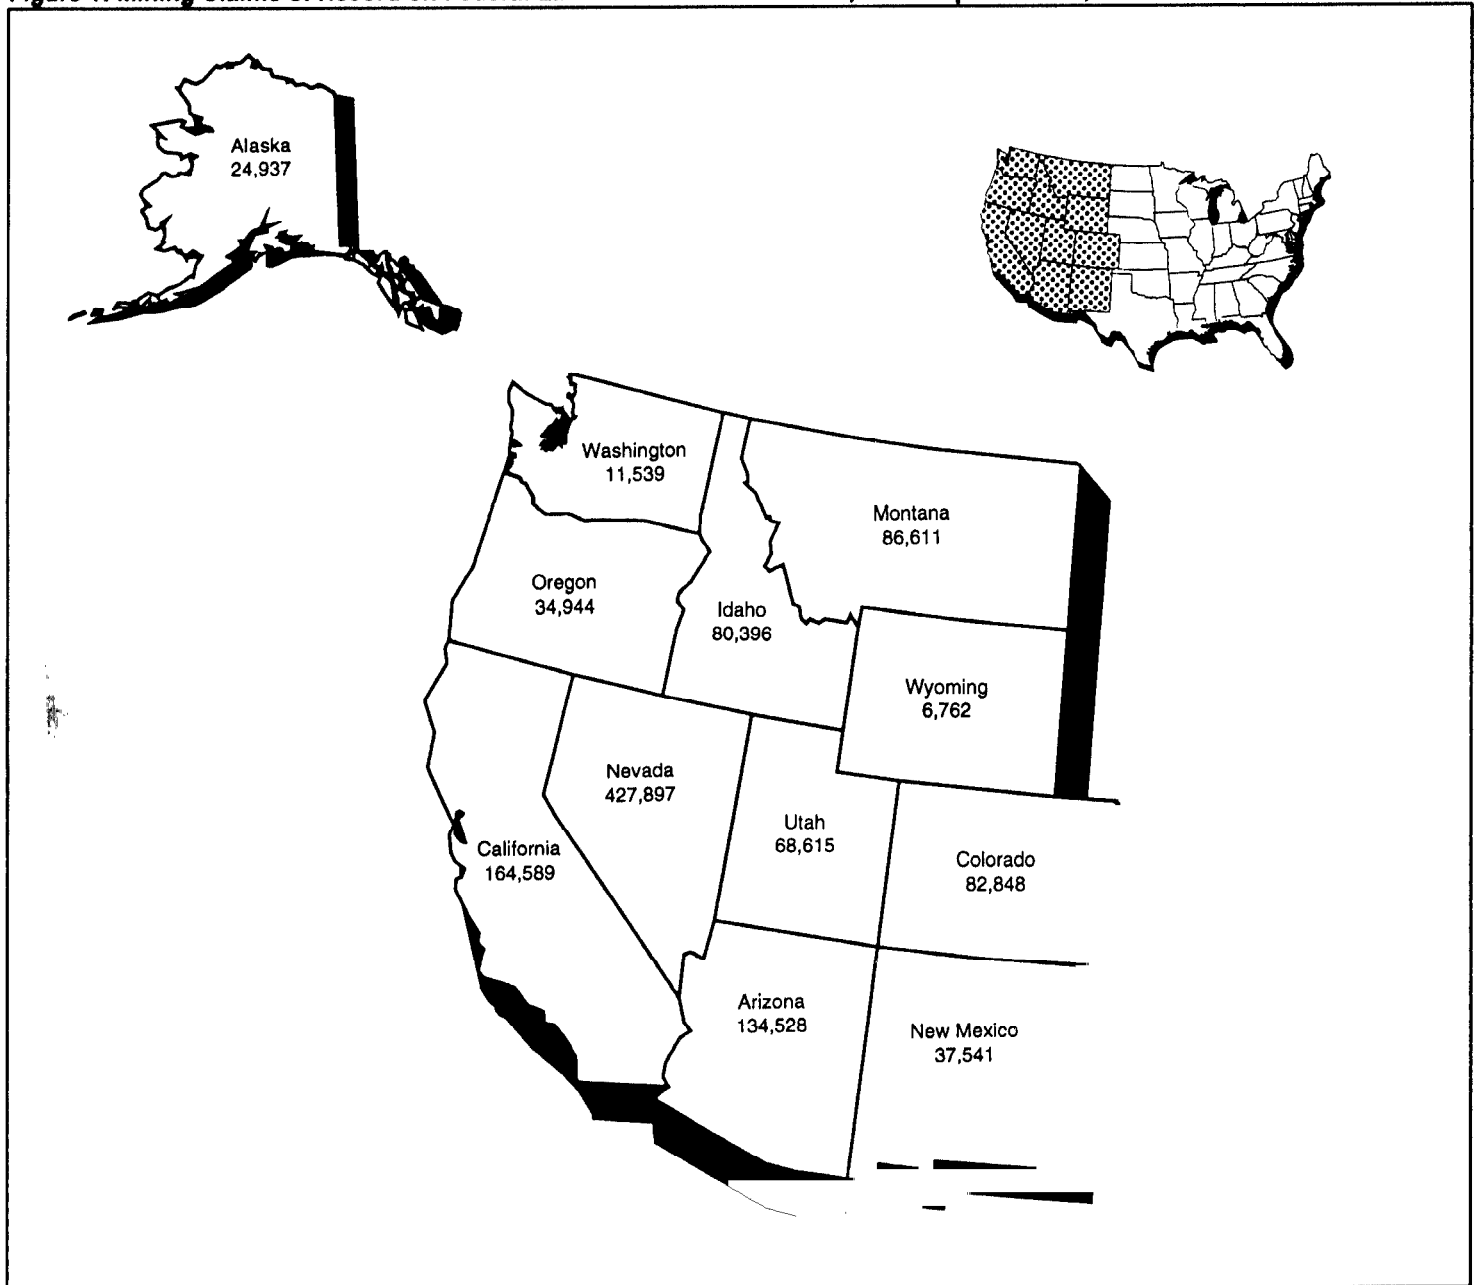 Alaska
24,937
Washington
11,539
Montana
86,611
Oregon
34,944
Idaho
80,396
Wyoming
6,762
Nevada
427,897
Utah
68,615
California
164,589
Colorado
82,848
Arizona
134,528
New Mexico
37,541